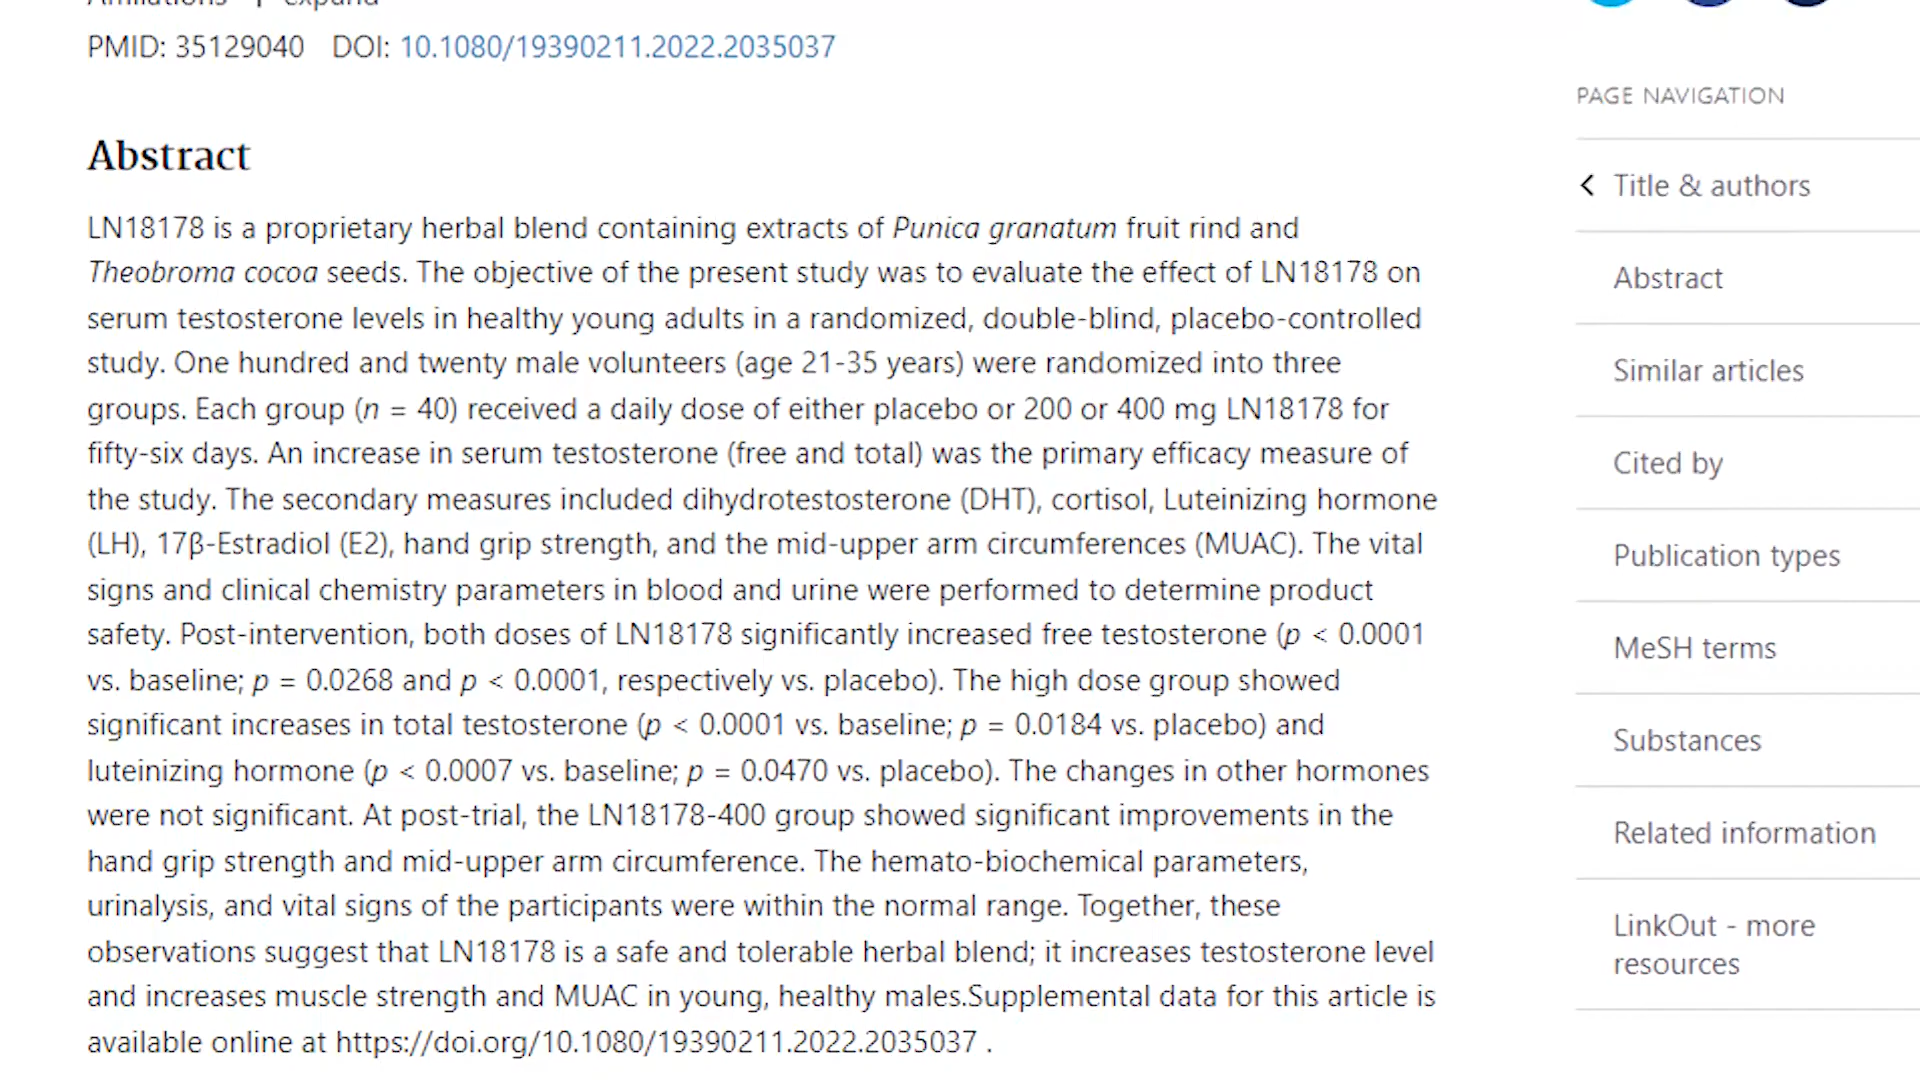 Affiliations + expand
PMID: 35129040 DOI: 10.1080/19390211.2022.2035037
Abstract
LN18178 is a proprietary herbal blend containing extracts of Punica granatum fruit rind and
Theobroma cocoa seeds. The objective of the present study was to evaluate the effect of LN18178 on
serum testosterone levels in healthy young adults in a randomized, double-blind, placebo-controlled
study. One hundred and twenty male volunteers (age 21-35 years) were randomized into three
groups. Each group (n = 40) received a daily dose of either placebo or 200 or 400 mg LN18178 for
fifty-six days. An increase in serum testosterone (free and total) was the primary efficacy measure of
the study. The secondary measures included dihydrotestosterone (DHT), cortisol, Luteinizing hormone
(LH), 17β-Estradiol (E2), hand grip strength, and the mid-upper arm circumferences (MUAC). The vital
signs and clinical chemistry parameters in blood and urine were performed to determine product
safety. Post-intervention, both doses of LN18178 significantly increased free testosterone (p < 0.0001
vs. baseline; p = 0.0268 and p < 0.0001, respectively vs. placebo). The high dose group showed
significant increases in total testosterone (p < 0.0001 vs. baseline; p = 0.0184 vs. placebo) and
luteinizing hormone (p < 0.0007 vs. baseline; p = 0.0470 vs. placebo). The changes in other hormones
were not significant. At post-trial, the LN18178-400 group showed significant improvements in the
hand grip strength and mid-upper arm circumference. The hemato-biochemical parameters,
urinalysis, and vital signs of the participants were within the normal range. Together, these
observations suggest that LN18178 is a safe and tolerable herbal blend; it increases testosterone level
and increases muscle strength and MUAC in young, healthy males.Supplemental data for this article is
available online at https://doi.org/10.1080/19390211.2022.2035037 .
PAGE NAVIGATION
Title & authors
Abstract
Similar articles
Cited by
Publication types
MeSH terms
Substances
Related information
LinkOut - more
resources